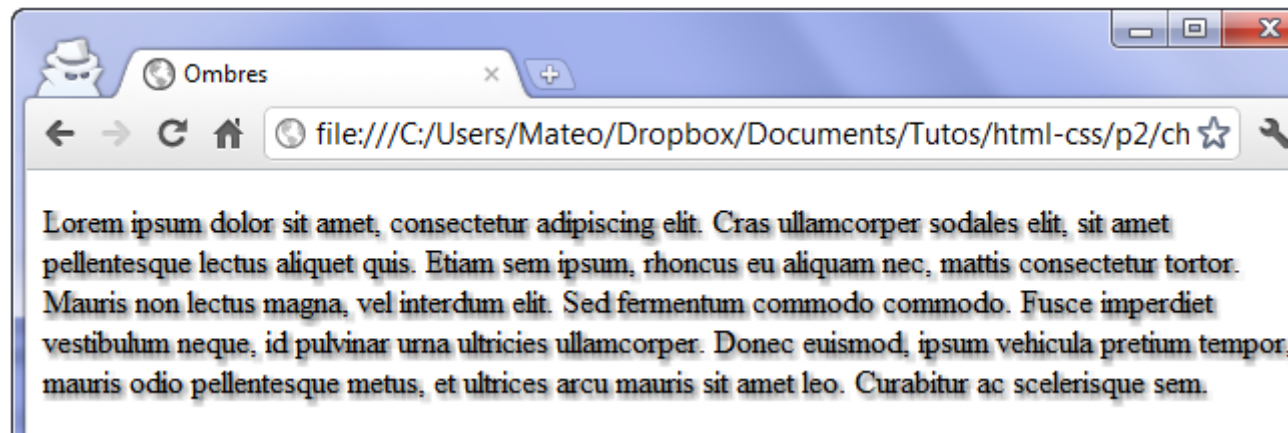 Ombres
file:///C:/Users/Mateo/Dropbox/Documents/Tutos/html-css/p2/ch
Lorem ipsum dolor sit amet, consectetur adipiscing elit. Cras ullamcorper sodales elit, sit amet
pellentesque lectus aliquet quis. Etiam sem ipsum, rhoncus eu aliquam nec, mattis consectetur tortor.
Mauris non lectus magna, vel interdum elit. Sed fermentum commodo commodo. Fusce imperdiet
vestibulum neque, id pulvinar urna ultricies ullamcorper. Donec euismod, ipsum vehicula pretium tempor,
mauris odio pellentesque metus, et ultrices arcu mauris sit amet leo. Curabitur ac scelerisque sem.